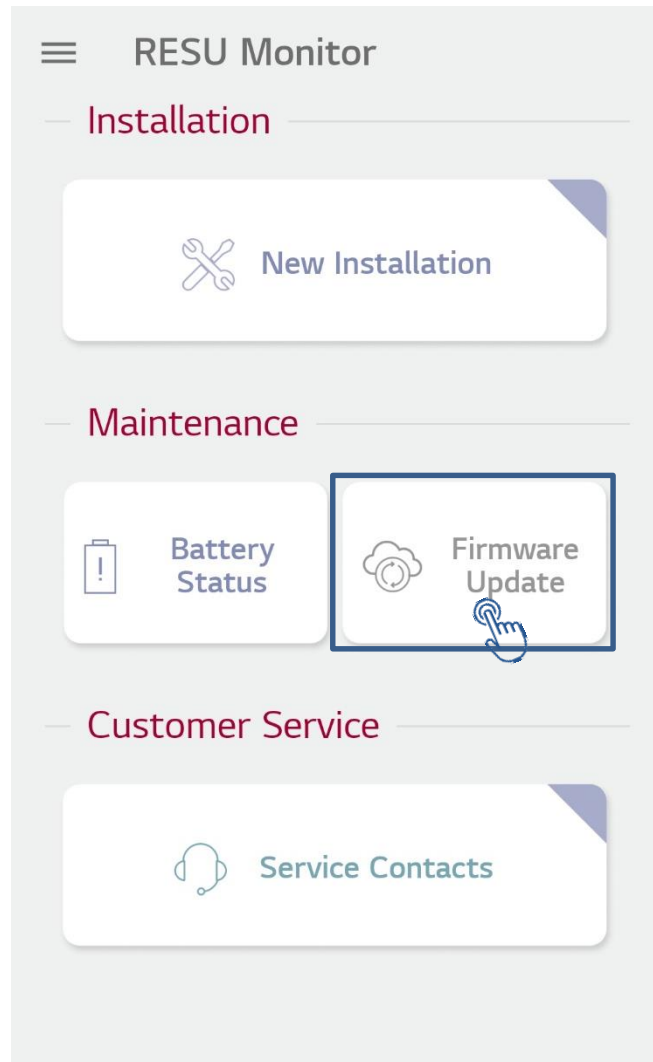 RESU Monitor
Installation
New Installation
Maintenance
Battery
Status
Firmware
Update
Customer Service
Service Contacts